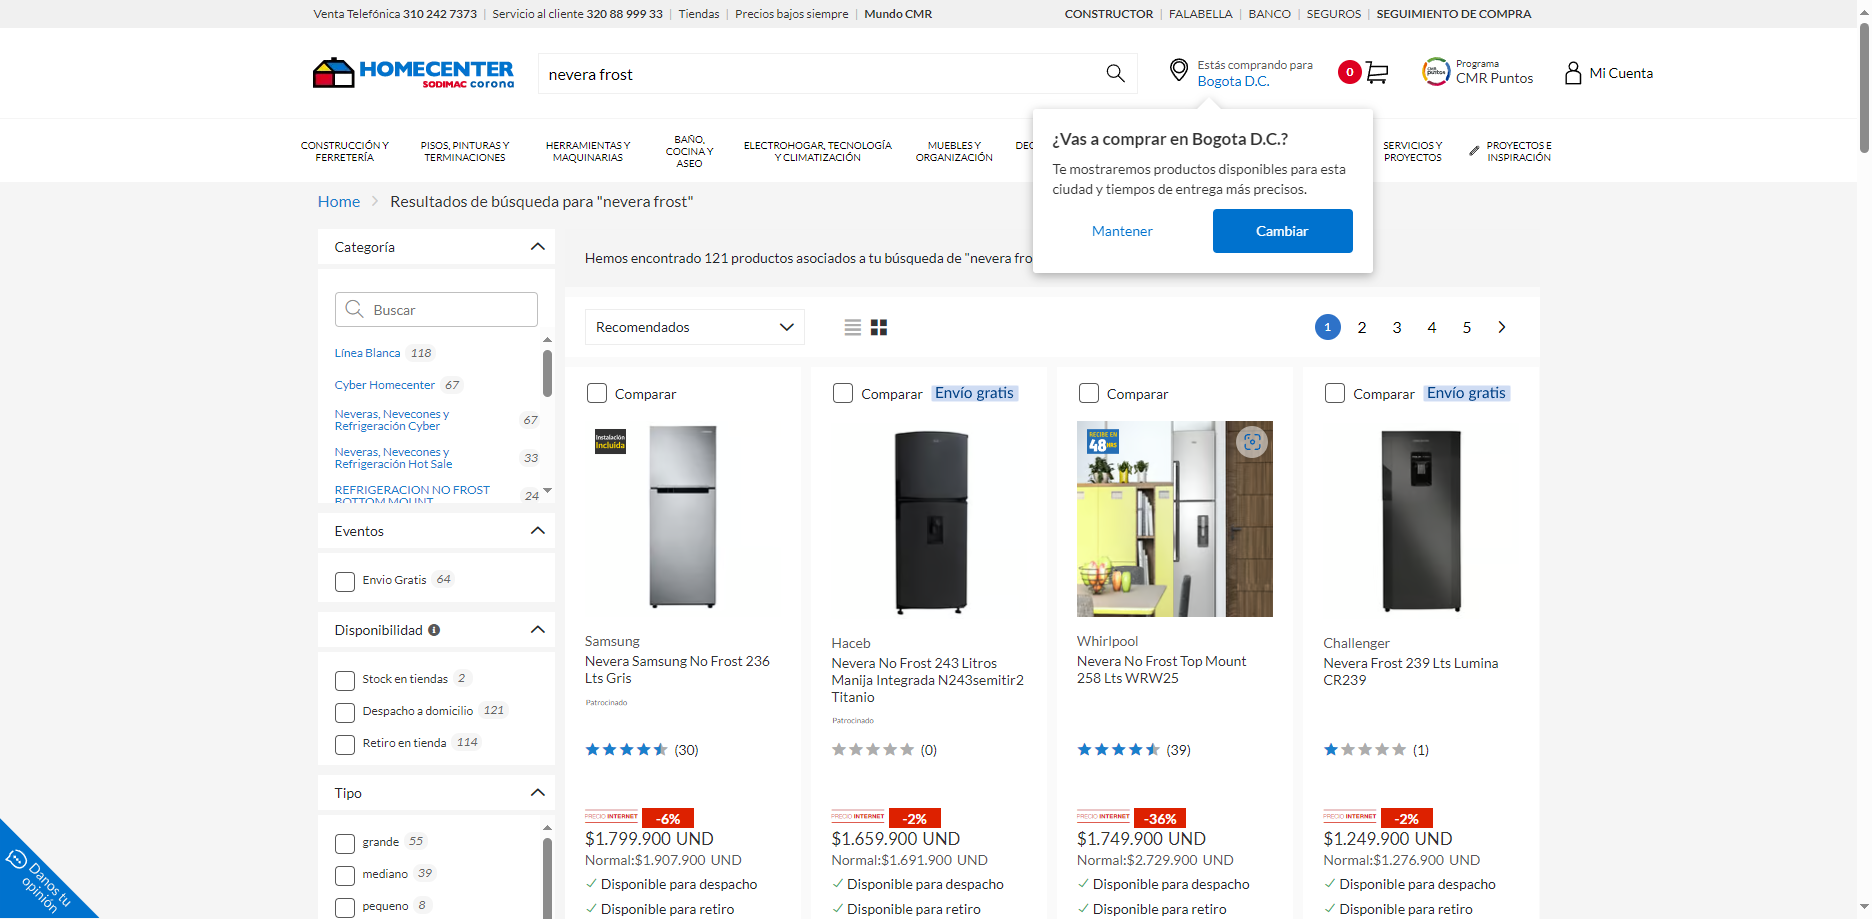 Venta Telefónica 310 242 7373 | Servicio al cliente 320 88 999 33 | Tiendas | Precios bajos siempre | Mundo CMR
CONSTRUCTOR | FALABELLA | BANCO | SEGUROS | SEGUIMIENTO DE COMPRA
HOMECENTER
SODIMAC corona
nevera frost
Estás comprando para
Bogota D.C.
0
Programa
CMR Puntos
Mi Cuenta
CONSTRUCCIÓN Y
FERRETERÍA
PISOS, PINTURAS Y
TERMINACIONES
HERRAMIENTAS Y
MAQUINARIAS
BAÑO,
COCINA Y
ASEO
ELECTROHOGAR, TECNOLOGÍA
Y CLIMATIZACIÓN
MUEBLES Y
ORGANIZACIÓN
SERVICIOS Y
PROYECTOS
PROYECTOS E
INSPIRACIÓN
¿Vas a comprar en Bogota D.C.?
Te mostraremos productos disponibles para esta
ciudad y tiempos de entrega más precisos.
Mantener
Cambiar
Home > Resultados de búsqueda para "nevera frost"
Categoría
Buscar
Línea Blanca 118
Cyber Homecenter 67
Neveras, Nevecones y
Refrigeración Cyber 67
Neveras, Nevecones y
Refrigeración Hot Sale 33
REFRIGERACION NO FROST
BOTTOM MOUNT 24
Eventos
Envio Gratis 64
Disponibilidad
Stock en tiendas 2
Despacho a domicilio 121
Retiro en tienda 114
Tipo
grande 55
mediano 39
pequeno 8
Danos tu
opinión
Hemos encontrado 121 productos asociados a tu búsqueda de "nevera fro
Recomendados
1 2 3 4 5
Comparar
Instalación
Incluida
Samsung
Nevera Samsung No Frost 236
Lts Gris
Patrocinado
(30)
PRECIO INTERNET -6%
$1.799.900 UND
Normal:$1.907.900 UND
Disponible para despacho
Disponible para retiro
Comparar Envío gratis
Haceb
Nevera No Frost 243 Litros
Manija Integrada N243semitir2
Titanio
Patrocinado
(0)
PRECIO INTERNET -2%
$1.659.900 UND
Normal:$1.691.900 UND
Disponible para despacho
Disponible para retiro
Comparar
RECIBE EN
48 HRS
Whirlpool
Nevera No Frost Top Mount
258 Lts WRW25
(39)
PRECIO INTERNET -36%
$1.749.900 UND
Normal:$2.729.900 UND
Disponible para despacho
Disponible para retiro
Comparar Envío gratis
Challenger
Nevera Frost 239 Lts Lumina
CR239
(1)
PRECIO INTERNET -2%
$1.249.900 UND
Normal:$1.276.900 UND
Disponible para despacho
Disponible para retiro